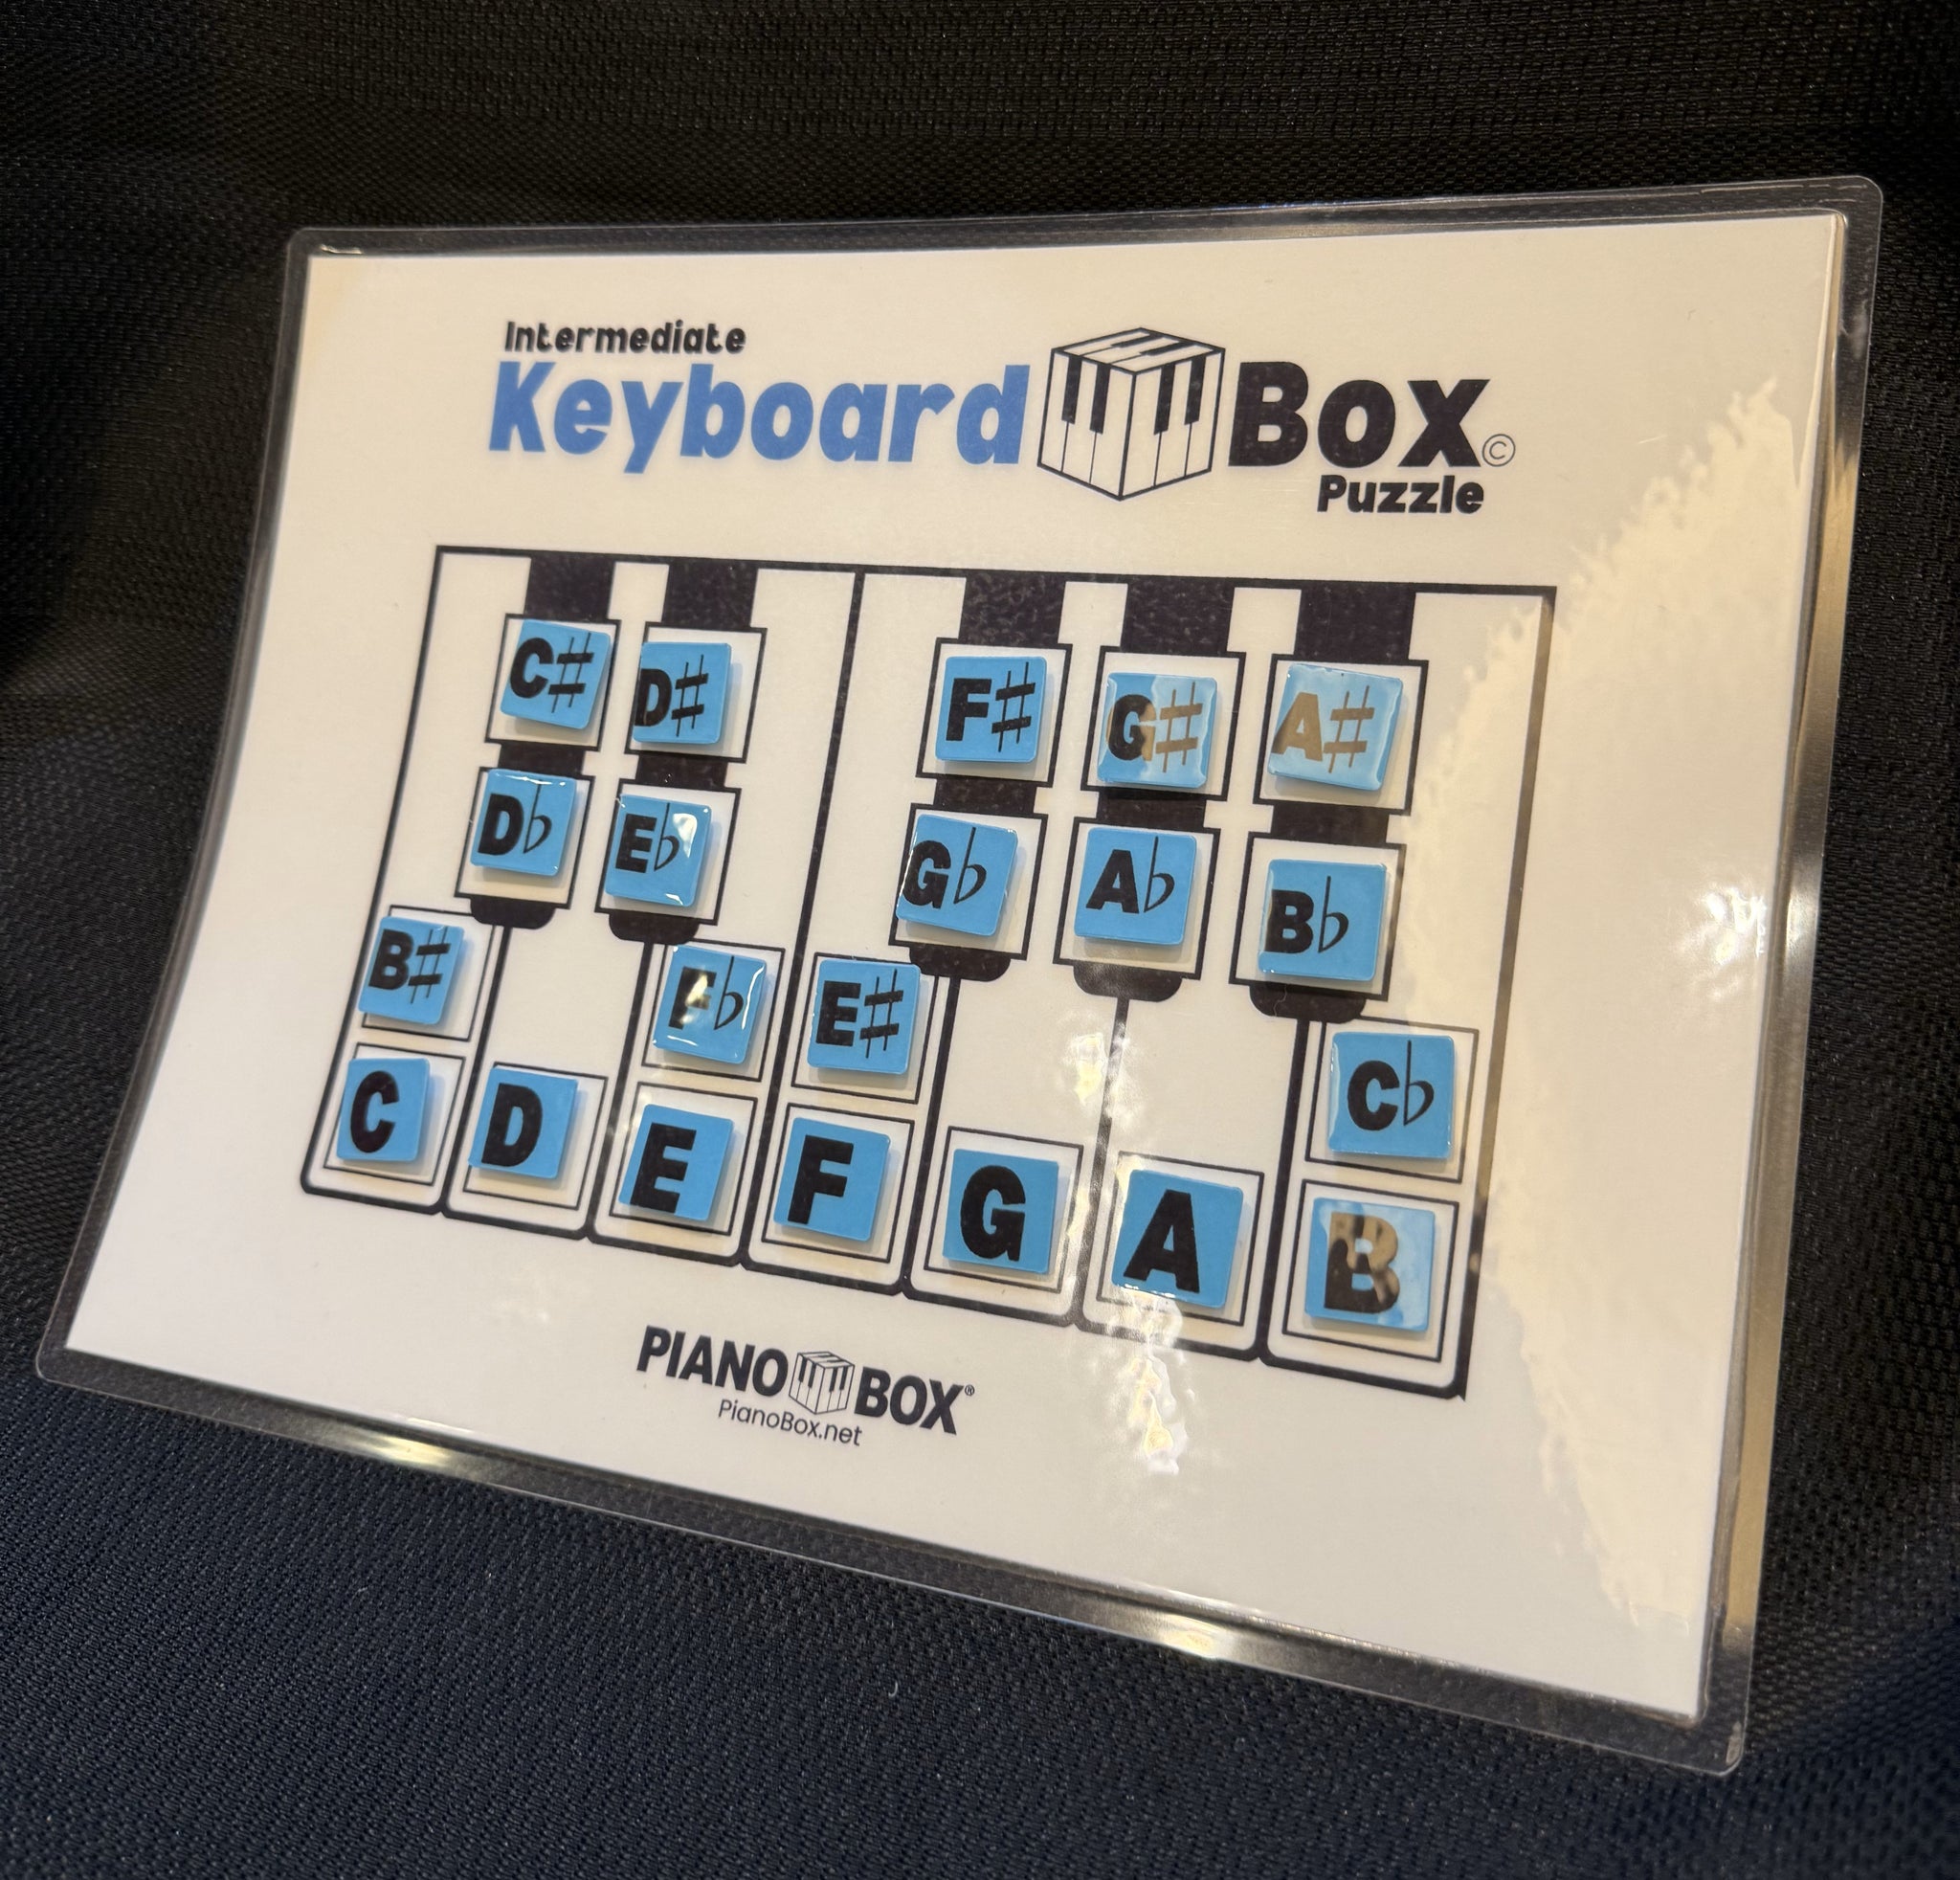 Intermediate
Keyboard Box©
Puzzle
C♯ D♯ F♯ G♯ A♯
D♭ E♭ G♭ A♭ B♭
B♯ F♭ E♯ C♭
C D E F G A B
PIANO BOX®
PianoBox.net